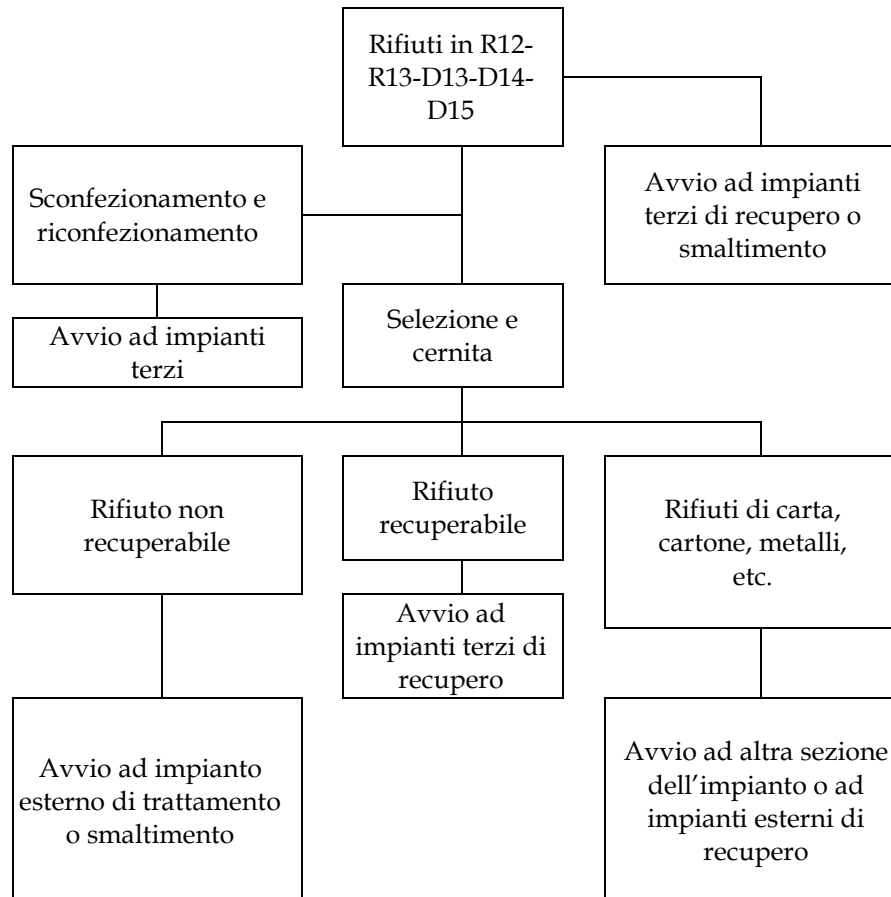 Rifiuti in R12-
R13-D13-D14-
D15
Sconfezionamento e
riconfezionamento
Avvio ad impianti
terzi di recupero o
smaltimento
Avvio ad impianti
terzi
Selezione e
cernita
Rifiuto non
recuperabile
Rifiuto
recuperabile
Rifiuti di carta,
cartone, metalli,
etc.
Avvio ad
impianti terzi di
recupero
Avvio ad impianto
esterno di trattamento
o smaltimento
Avvio ad altra sezione
dell’impianto o ad
impianti esterni di
recupero